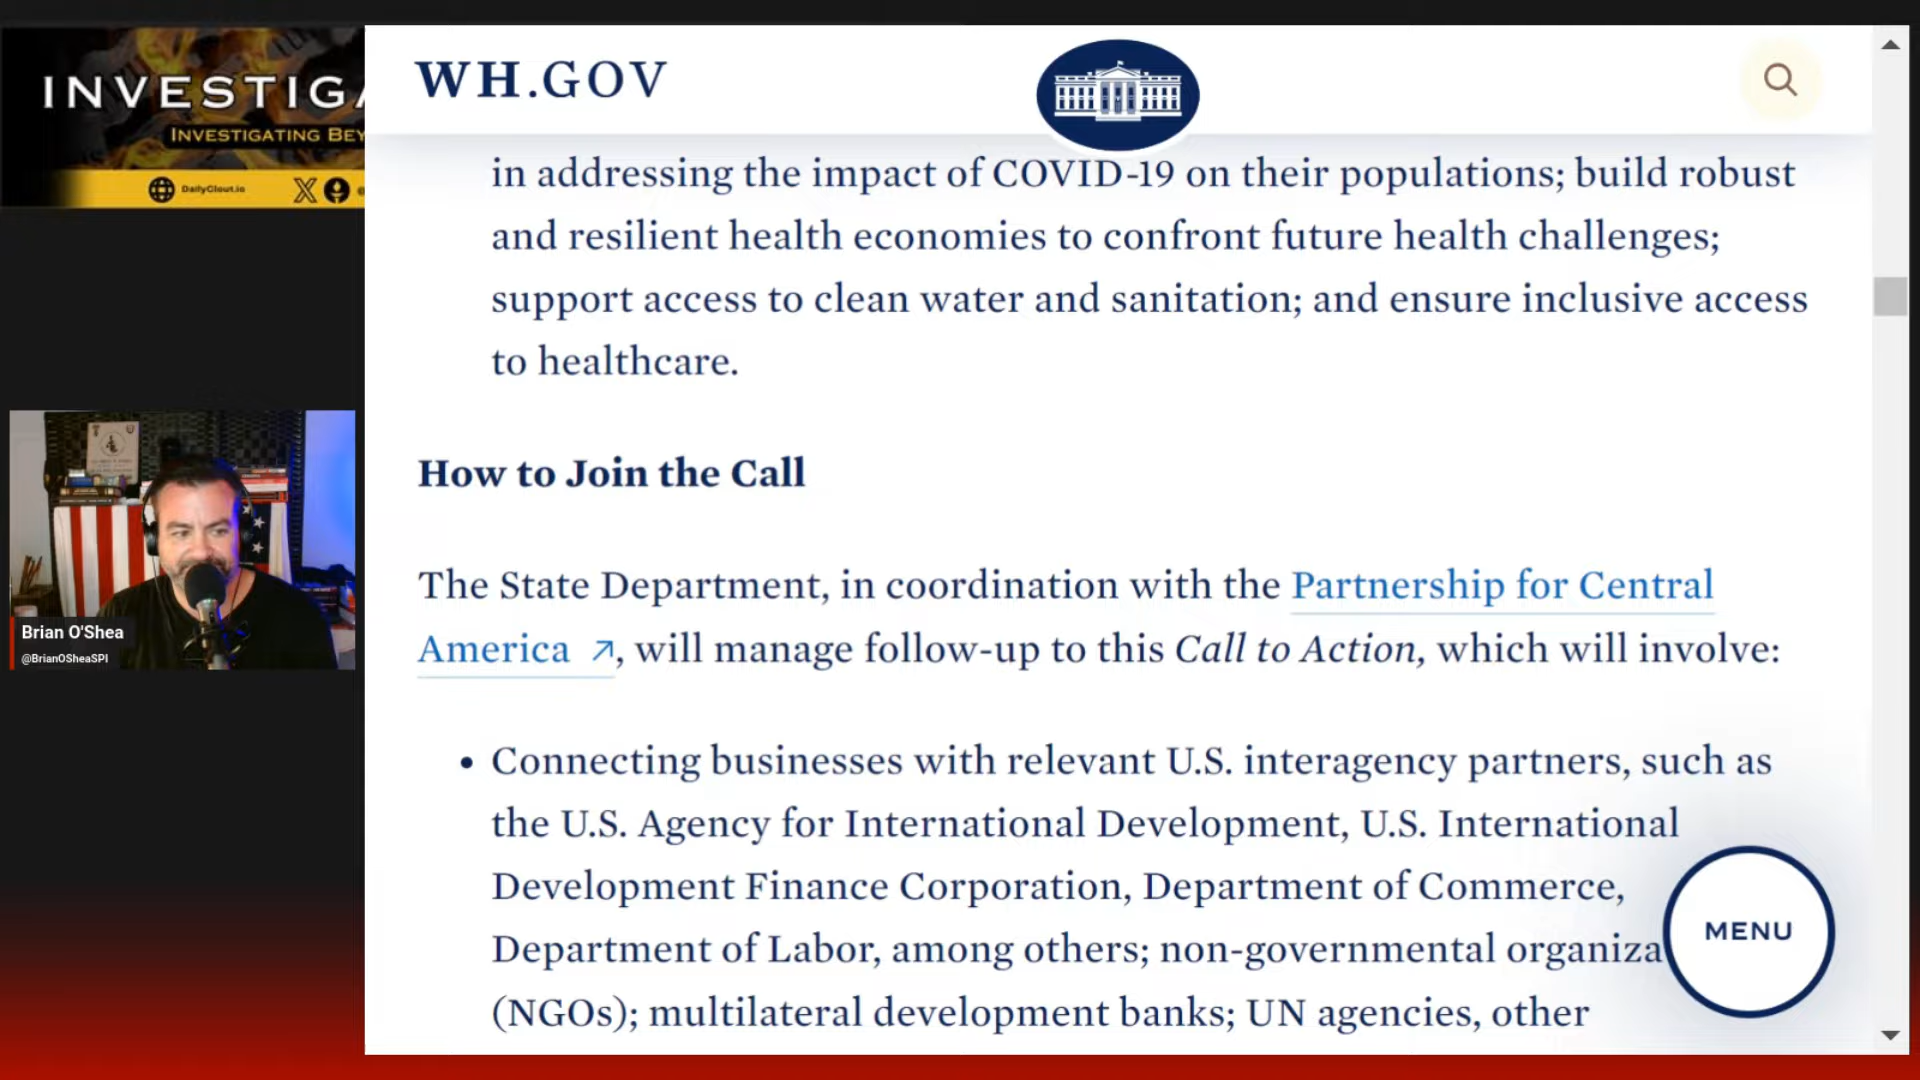 INVESTIGA
INVESTIGATING BEY
DailyClout.io
WH.GOV
in addressing the impact of COVID-19 on their populations; build robust
and resilient health economies to confront future health challenges;
support access to clean water and sanitation; and ensure inclusive access
to healthcare.
How to Join the Call
The State Department, in coordination with the Partnership for Central
America ↗, will manage follow-up to this Call to Action, which will involve:
• Connecting businesses with relevant U.S. interagency partners, such as
the U.S. Agency for International Development, U.S. International
Development Finance Corporation, Department of Commerce,
Department of Labor, among others; non-governmental organiza
(NGOs); multilateral development banks; UN agencies, other
MENU
Brian O'Shea
@BrianOSheaSPI